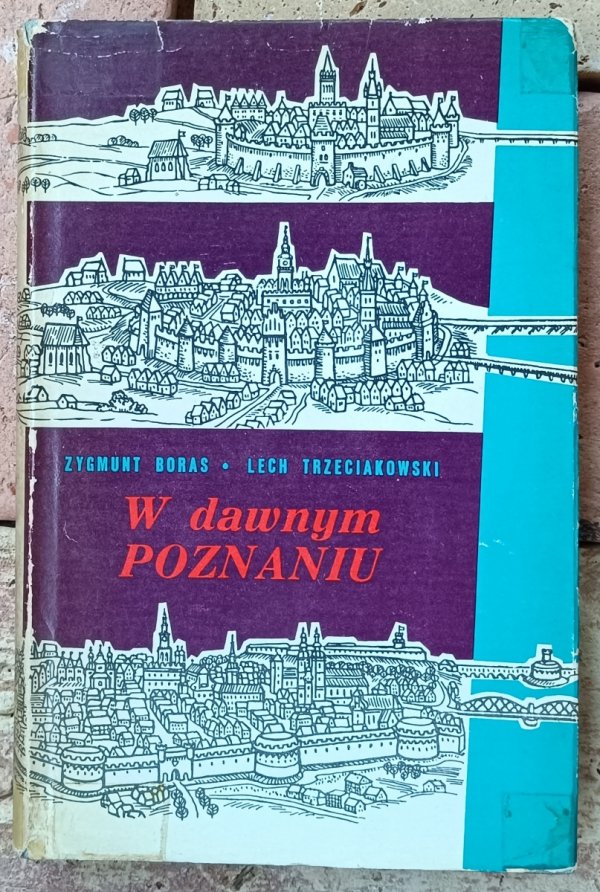 ZYGMUNT BORAS • LECH TRZECIAKOWSKI
W dawnym
POZNANIU